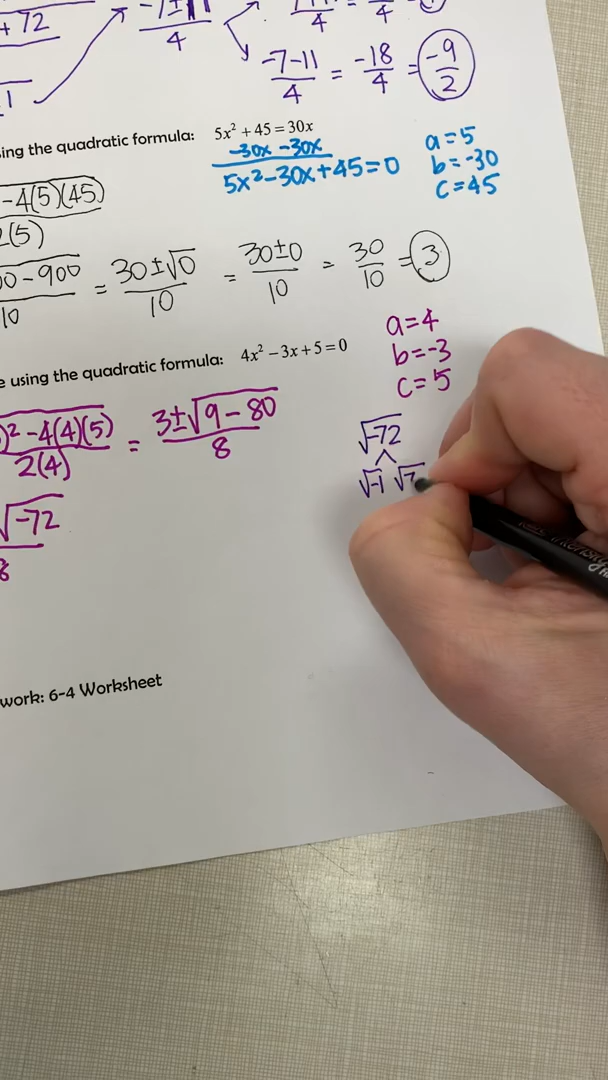 + 72
-7±11/4
4 = 4
-7-11/4 = -18/4 = -9/2
ing the quadratic formula: 5x² + 45 = 30x
-30x -30x
5x²-30x+45=0
a=5
b=-30
c=45
-4(5)(45)
2(5)
00-900/10 = 30±√0/10 = 30±0/10 = 30/10 = 3
e using the quadratic formula: 4x² − 3x + 5 = 0
a=4
b=-3
c=5
)²-4(4)(5)/2(4) = 3±√9-80/8
√-72
√-1 √7
√-72
8
work: 6-4 Worksheet